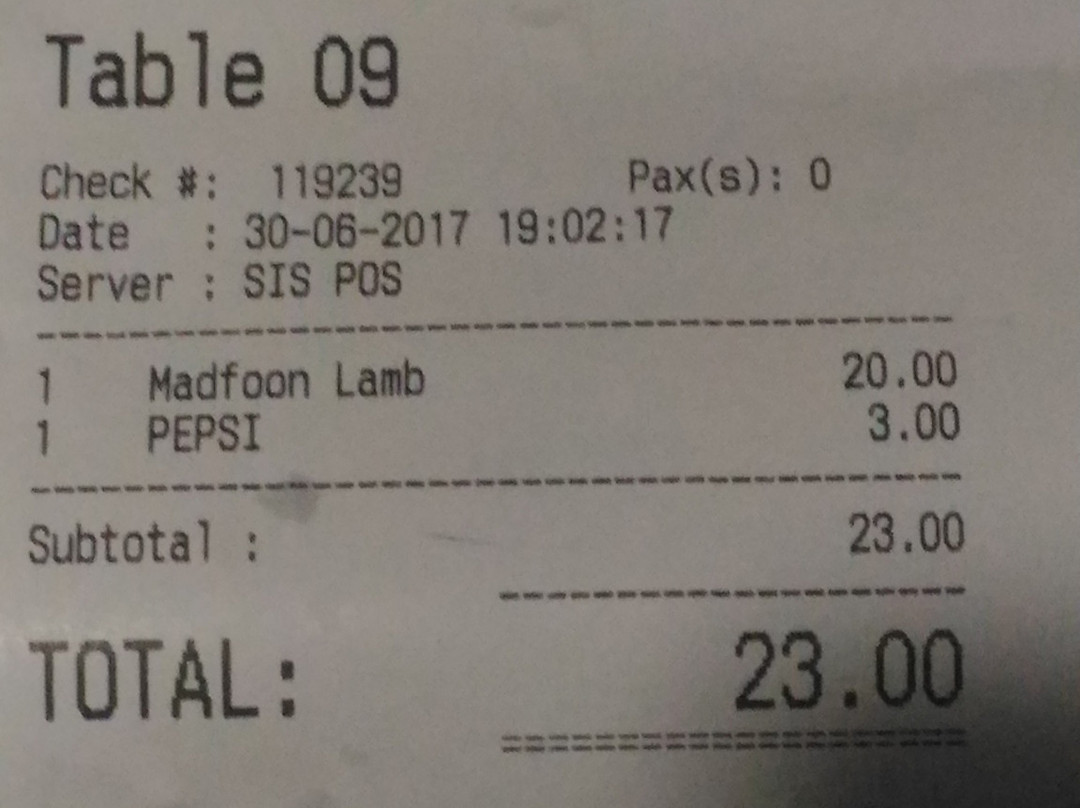 Table 09
Check #: 119239 Pax(s): 0
Date : 30-06-2017 19:02:17
Server : SIS POS
1 Madfoon Lamb 20.00
1 PEPSI 3.00
Subtotal : 23.00
TOTAL: 23.00